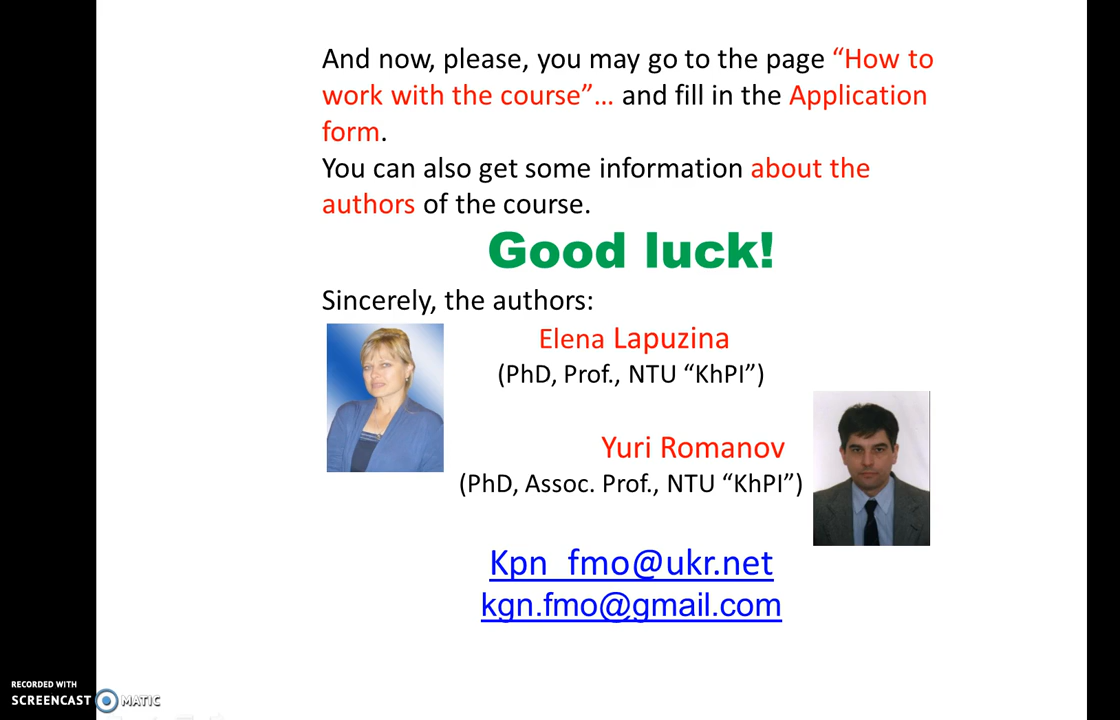 And now, please, you may go to the page “How to
work with the course”... and fill in the Application
form.
You can also get some information about the
authors of the course.
Good luck!
Sincerely, the authors:
Elena Lapuzina
(PhD, Prof., NTU “KhPI”)
Yuri Romanov
(PhD, Assoc. Prof., NTU “KhPI”)
Kpn_fmo@ukr.net
kgn.fmo@gmail.com
RECORDED WITH
SCREENCAST MATIC